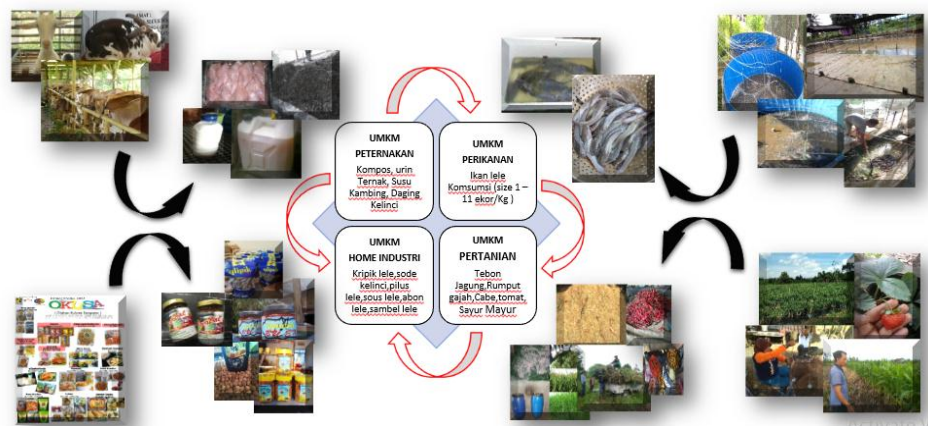 UMKM
PETERNAKAN
Kompos, urin
Ternak, Susu
Kambing, Daging
Kelinci
UMKM
PERIKANAN
Ikan lele
Komsumsi (size 1 –
11 ekor/Kg )
UMKM
HOME INDUSTRI
Kripik lele,sode
kelinci,pilus
lele,sous lele,abon
lele,sambel lele
UMKM
PERTANIAN
Tebon
Jagung,Rumput
gajah,Cabe,tomat,
Sayur Mayur